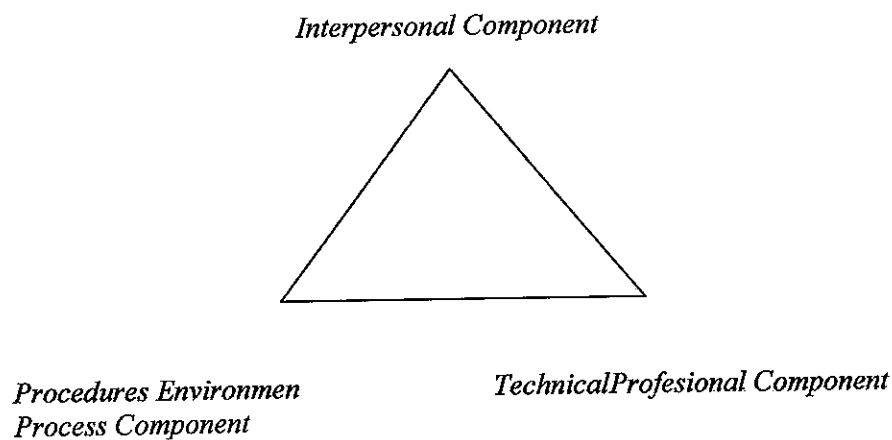 Interpersonal Component
Procedures Environmen
Process Component
TechnicalProfesional Component